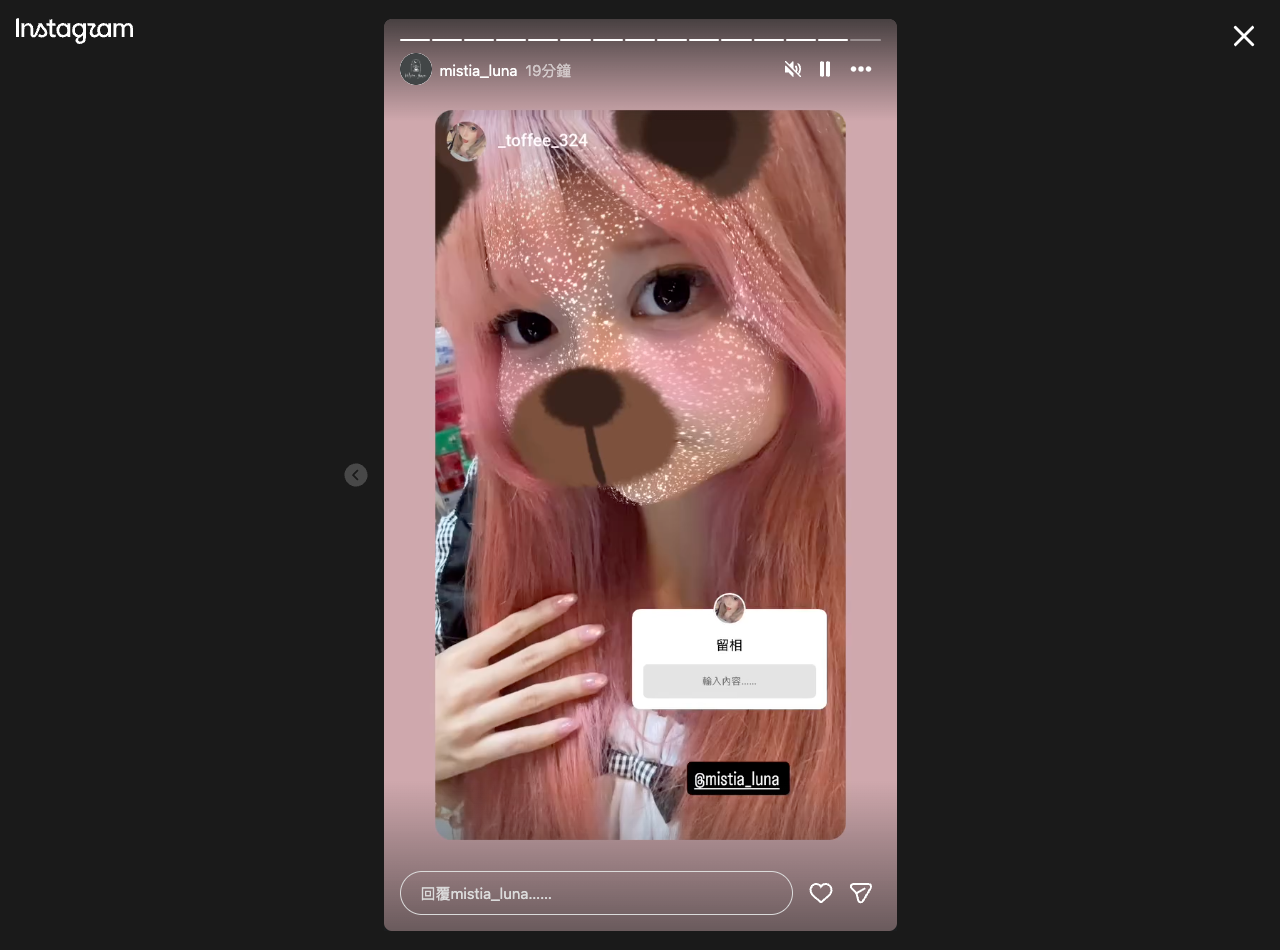 Instagram
mistia_luna 19分鐘
_toffee_324
留相
輸入內容......
@mistia_luna
回覆mistia_luna......